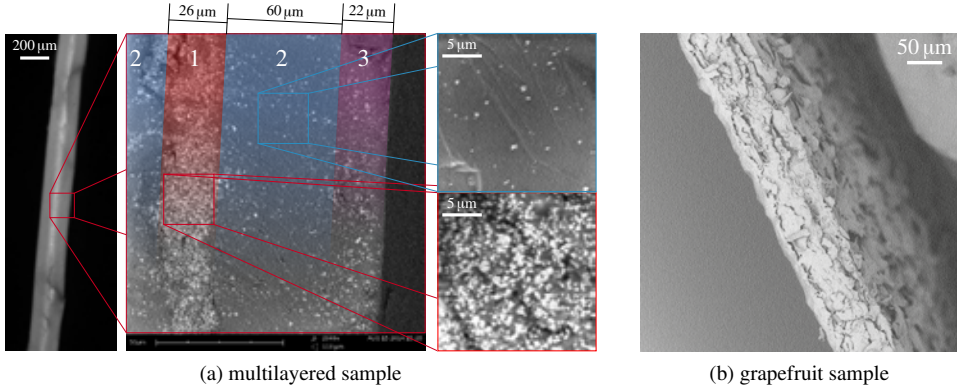 26 μm
60 μm
22 μm
200 μm
2
1
2
3
5 μm
5 μm
50 μm
(a) multilayered sample
(b) grapefruit sample